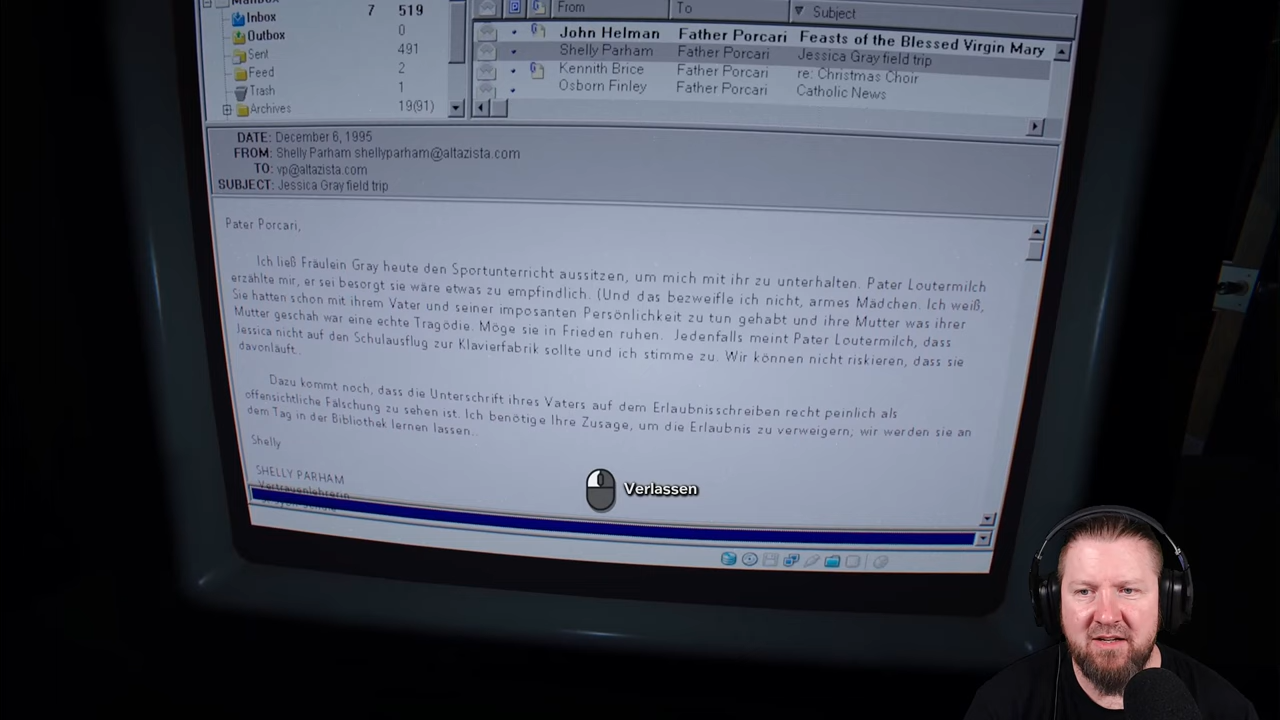 Mailbox
Inbox 7 519
Outbox 0
Sent 491
Feed 2
Trash 1
Archives 19(91)
From To Subject
John Helman Father Porcari Feasts of the Blessed Virgin Mary
Shelly Parham Father Porcari Jessica Gray field trip
Kennith Brice Father Porcari re: Christmas Choir
Osborn Finley Father Porcari Catholic News
DATE: December 6, 1995
FROM: Shelly Parham shellyparham@altazista.com
TO: vp@altazista.com
SUBJECT: Jessica Gray field trip
Pater Porcari,
Ich ließ Fräulein Gray heute den Sportunterricht aussitzen, um mich mit ihr zu unterhalten. Pater Loutermilch
erzählte mir, er sei besorgt sie wäre etwas zu empfindlich. (Und das bezweifle ich nicht, armes Mädchen. Ich weiß,
Sie hatten schon mit ihrem Vater und seiner imposanten Persönlichkeit zu tun gehabt und ihre Mutter was ihrer
Mutter geschah war eine echte Tragödie. Möge sie in Frieden ruhen. Jedenfalls meint Pater Loutermilch, dass
Jessica nicht auf den Schulausflug zur Klavierfabrik sollte und ich stimme zu. Wir können nicht riskieren, dass sie
davonläuft..
Dazu kommt noch, dass die Unterschrift ihres Vaters auf dem Erlaubnisschreiben recht peinlich als
offensichtliche Fälschung zu sehen ist. Ich benötige Ihre Zusage, um die Erlaubnis zu verweigern, wir werden sie an
dem Tag in der Bibliothek lernen lassen..
Shelly
SHELLY PARHAM
Vertrauenlehrerin
Verlassen